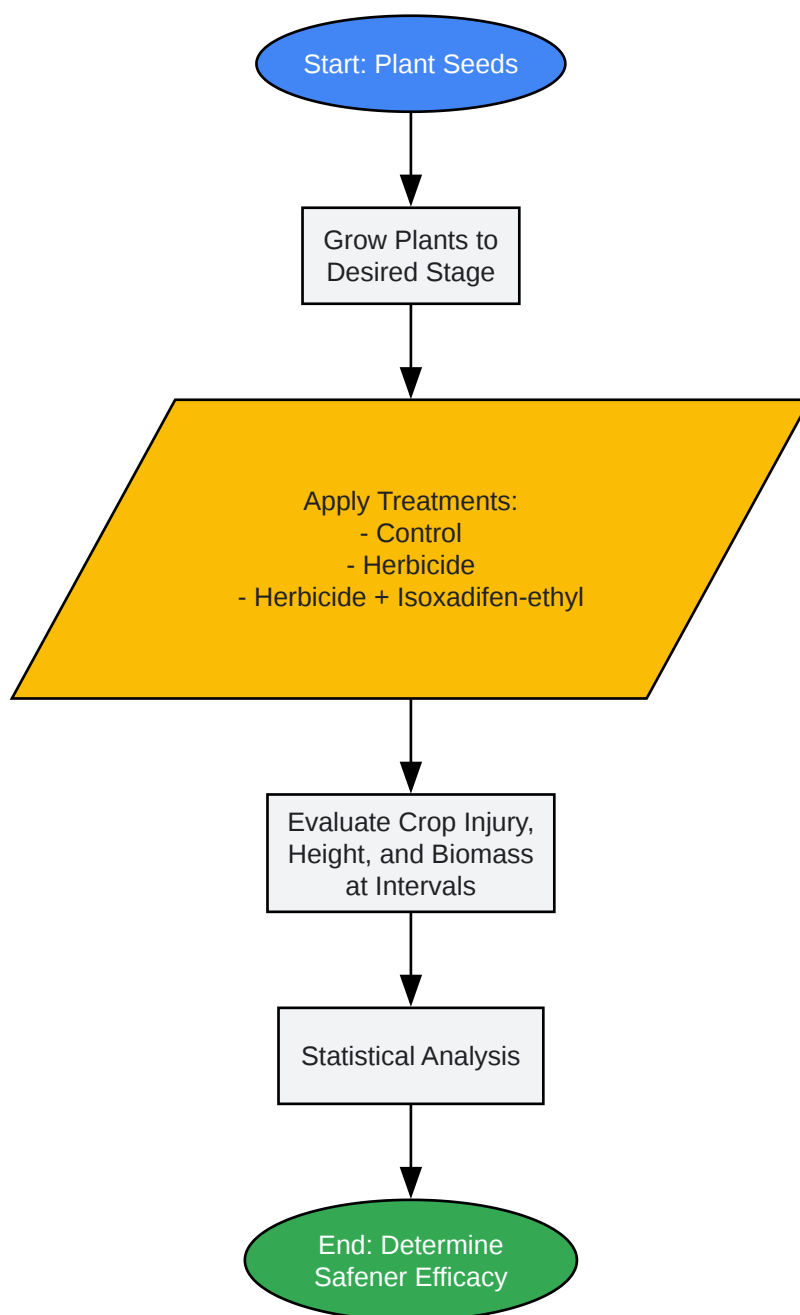 Start: Plant Seeds
Grow Plants to
Desired Stage
Apply Treatments:
- Control
- Herbicide
- Herbicide + Isoxadifen-ethyl
Evaluate Crop Injury,
Height, and Biomass
at Intervals
Statistical Analysis
End: Determine
Safener Efficacy